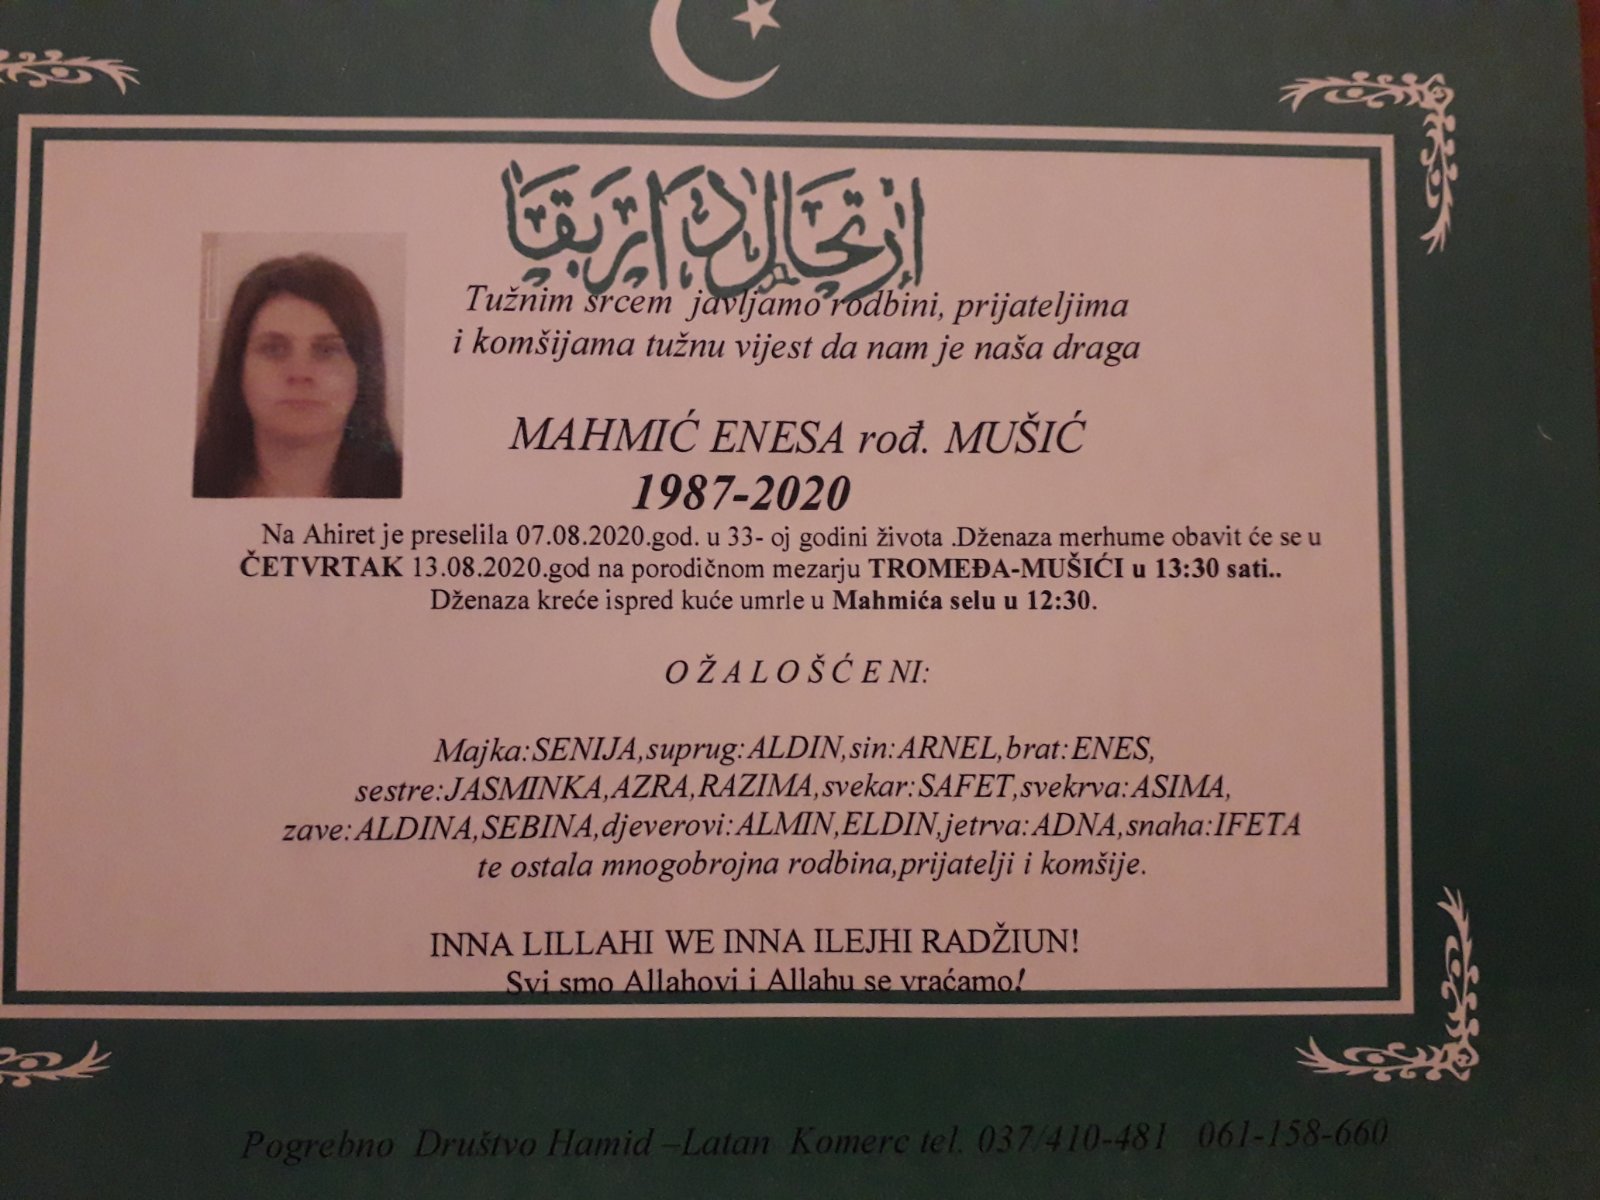 إرتحال دار بقا
Tužnim srcem javljamo rodbini, prijateljima
i komšijama tužnu vijest da nam je naša draga
MAHMIĆ ENESA rođ. MUŠIĆ
1987-2020
Na Ahiret je preselila 07.08.2020.god. u 33- oj godini života .Dženaza merhume obavit će se u
ČETVRTAK 13.08.2020.god na porodičnom mezarju TROMEĐA-MUŠIĆI u 13:30 sati..
Dženaza kreće ispred kuće umrle u Mahmića selu u 12:30.
O Ž A L O Š Ć E NI:
Majka:SENIJA,suprug:ALDIN,sin:ARNEL,brat:ENES,
sestre:JASMINKA,AZRA,RAZIMA,svekar:SAFET,svekrva:ASIMA,
zave:ALDINA,SEBINA,djeverovi:ALMIN,ELDIN,jetrva:ADNA,snaha:IFETA
te ostala mnogobrojna rodbina,prijatelji i komšije.
INNA LILLAHI WE INNA ILEJHI RADŽIUN!
Svi smo Allahovi i Allahu se vraćamo!
Pogrebno Društvo Hamid –Latan Komerc tel. 037/410-481 061-158-660